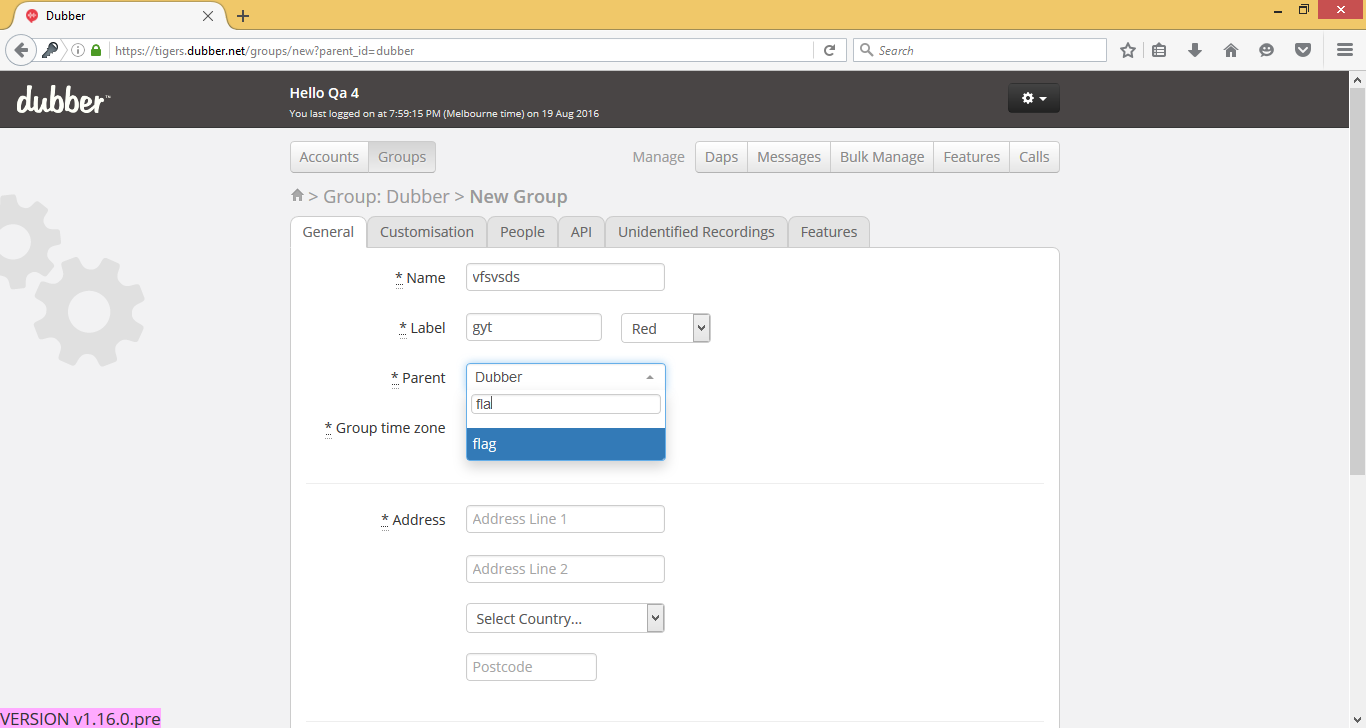 Dubber
https://tigers.dubber.net/groups/new?parent_id=dubber
Search
dubber™
Hello Qa 4
You last logged on at 7:59:15 PM (Melbourne time) on 19 Aug 2016
Accounts Groups
Manage Daps Messages Bulk Manage Features Calls
> Group: Dubber > New Group
General Customisation People API Unidentified Recordings Features
* Name vfsvsds
* Label gyt Red
* Parent Dubber
fla
* Group time zone
flag
* Address Address Line 1
Address Line 2
Select Country...
Postcode
VERSION v1.16.0.pre